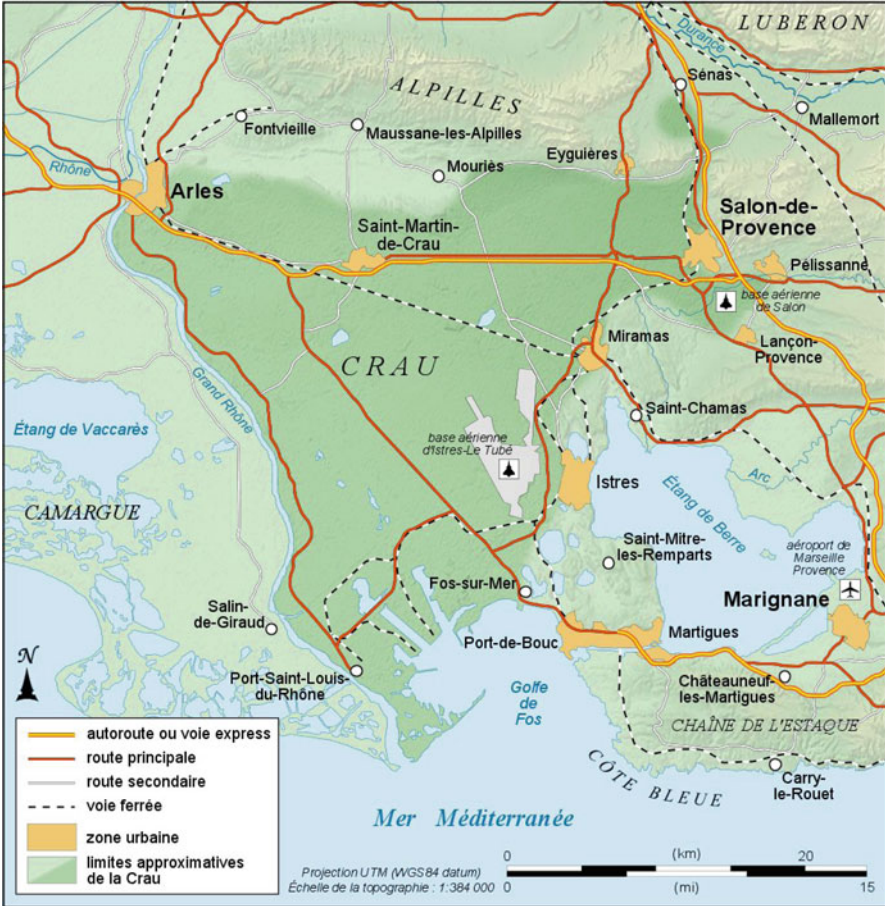 LUBERON
Durance
Sénas
ALPILLES
Mallemort
Fontvieille
Maussane-les-Alpilles
Eyguières
Mouriès
Rhône
Arles
Salon-de-
Provence
Saint-Martin
de-Crau
Pélissanne
base aérienne
de Salon
Miramas
Lançon-
Provence
CRAU
Grand Rhône
Saint-Chamas
Étang de Vaccarès
base aérienne
d'Istres-Le Tubé
Arc
Istres
Étang de Berre
CAMARGUE
Saint-Mitre-
les-Remparts
aéroport de
Marseille
Provence
Fos-sur-Mer
Marignane
Salin-
de-Giraud
Port-de-Bouc
Martigues
N
Port-Saint-Louis-
du-Rhône
Golfe
de
Fos
Châteauneuf-
les-Martigues
CHAÎNE DE L'ESTAQUE
CÔTE BLEUE
Carry-
le-Rouet
autoroute ou voie express
route principale
route secondaire
voie ferrée
zone urbaine
limites approximatives
de la Crau
Mer Méditerranée
Projection UTM (WGS84 datum)
Échelle de la topographie : 1:384 000
0 (km) 20
0 (mi) 15